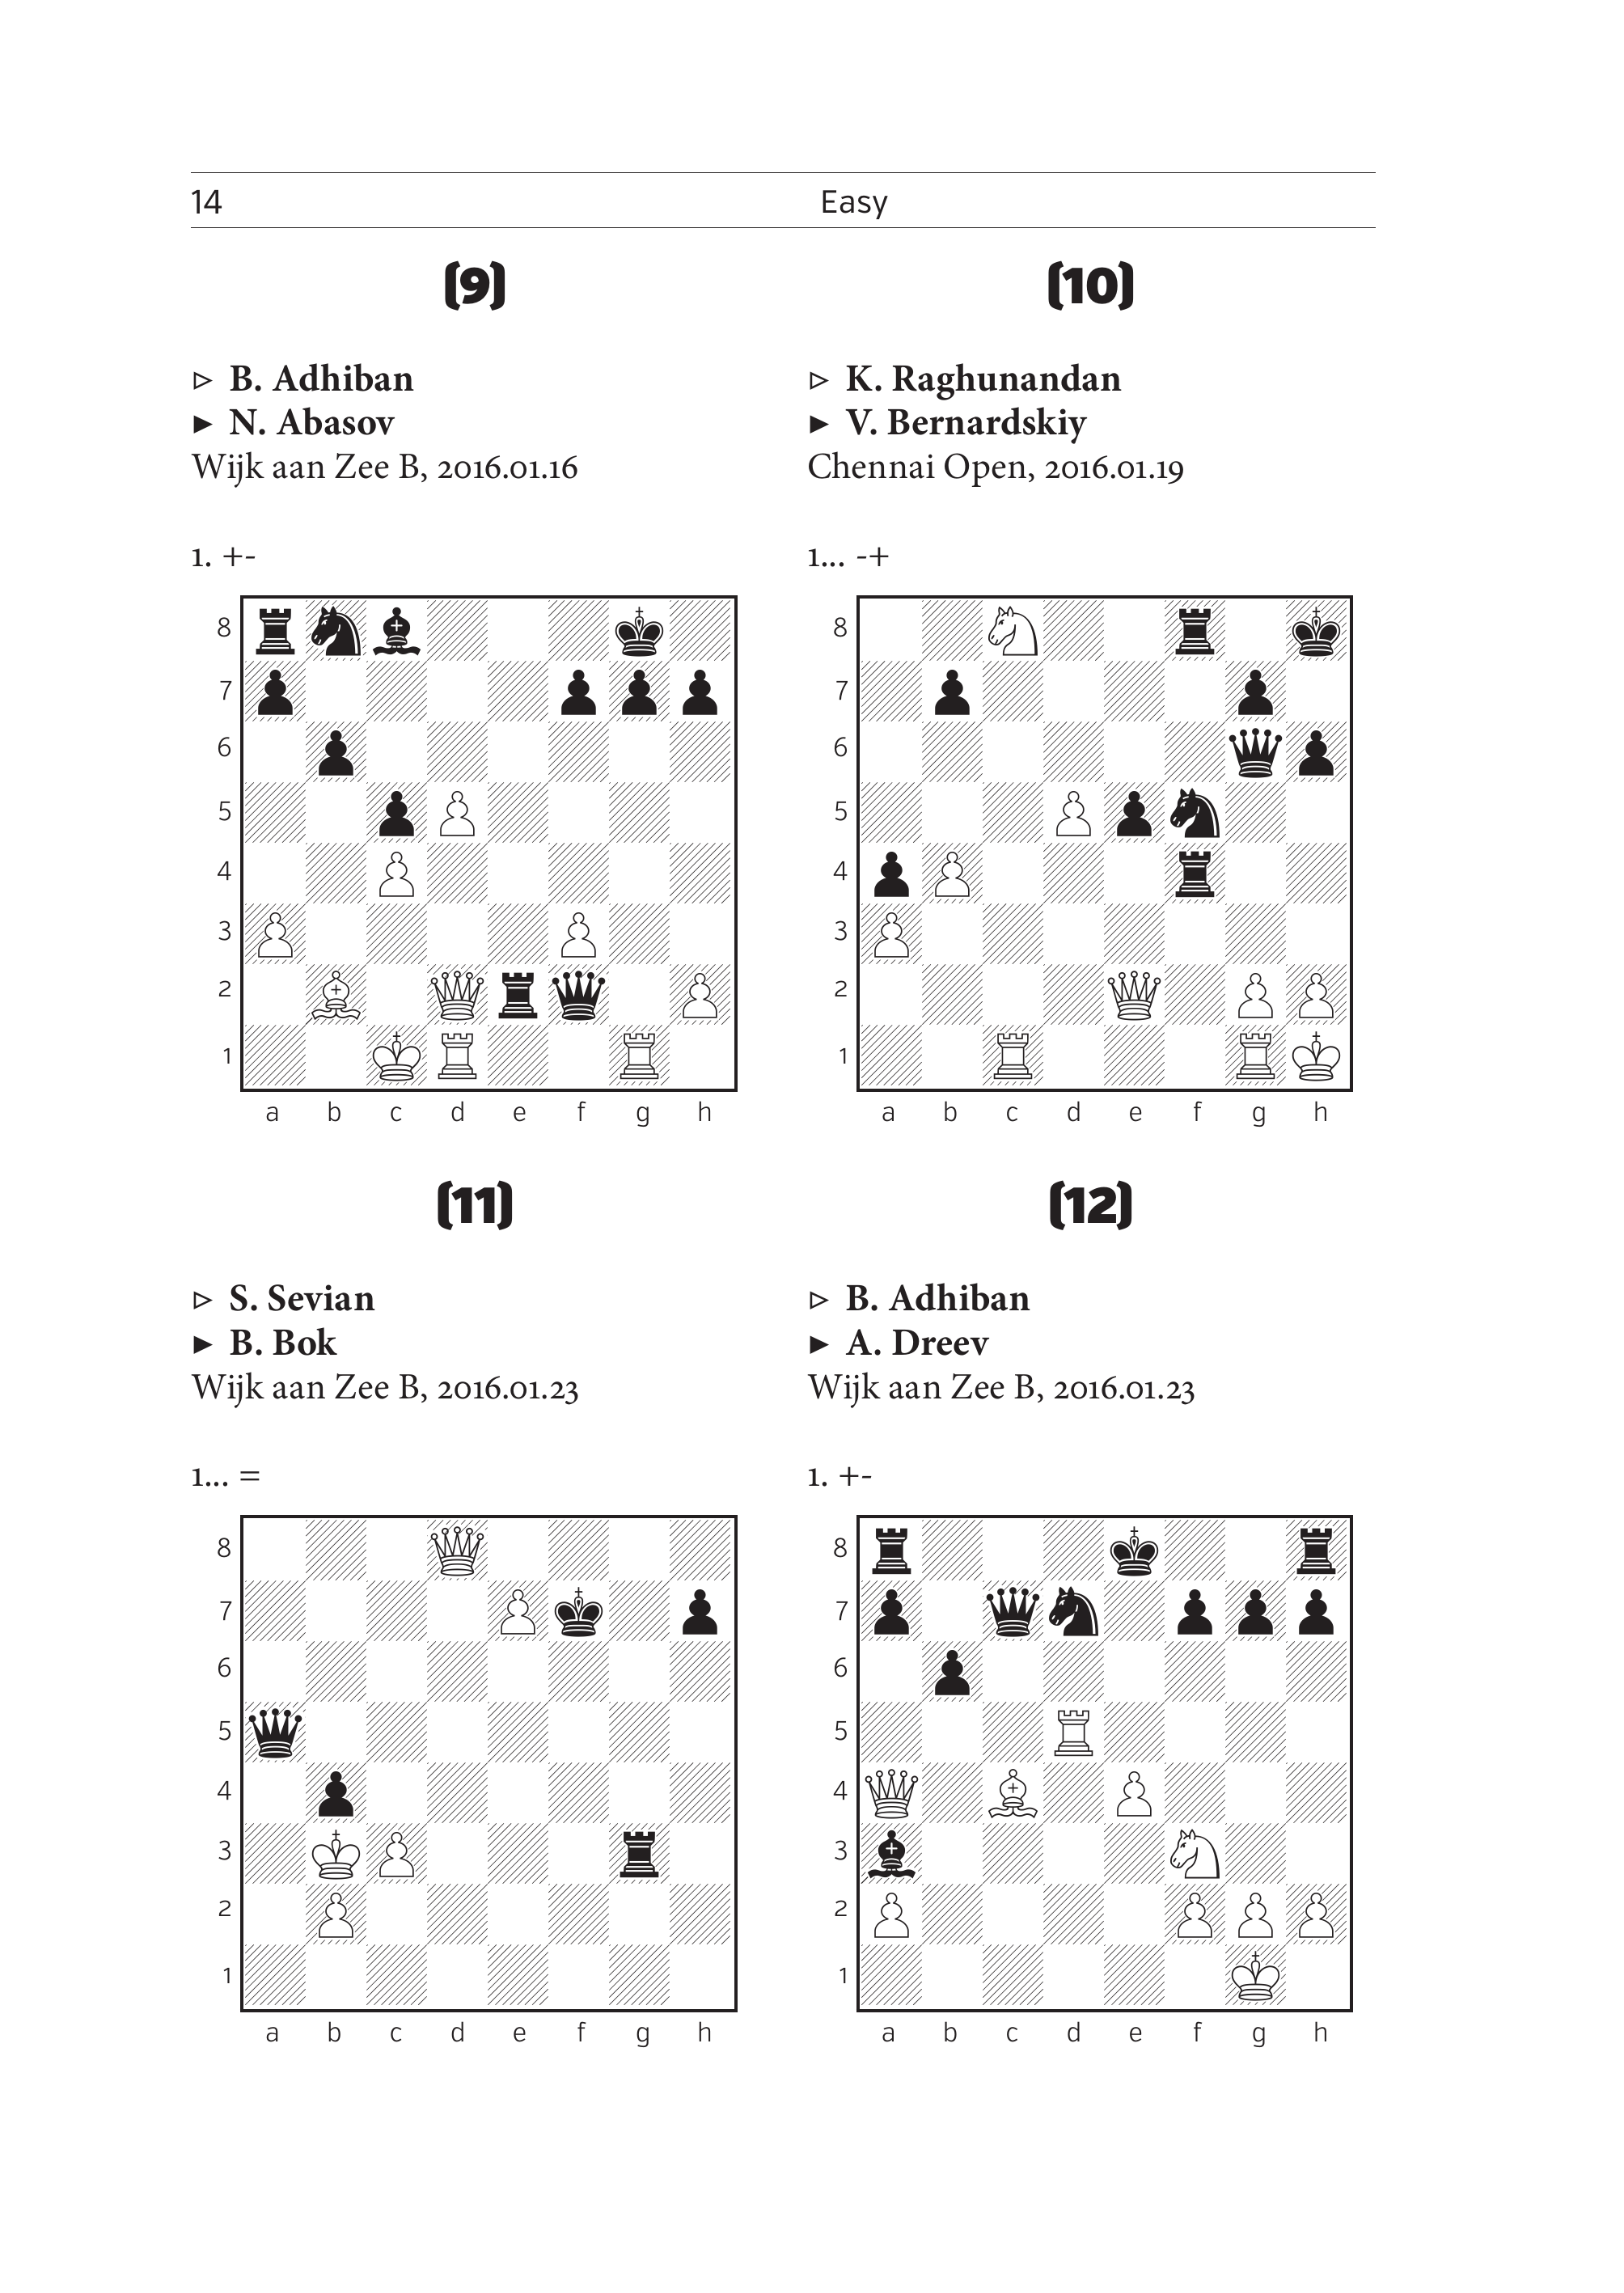 14 Easy
(9)
▷ B. Adhiban
► N. Abasov
Wijk aan Zee B, 2016.01.16
1. +-
8
7
6
5
4
3
2
1
a b c d e f g h
(10)
▷ K. Raghunandan
► V. Bernardskiy
Chennai Open, 2016.01.19
1... -+
8
7
6
5
4
3
2
1
a b c d e f g h
(11)
▷ S. Sevian
► B. Bok
Wijk aan Zee B, 2016.01.23
1... =
8
7
6
5
4
3
2
1
a b c d e f g h
(12)
▷ B. Adhiban
► A. Dreev
Wijk aan Zee B, 2016.01.23
1. +-
8
7
6
5
4
3
2
1
a b c d e f g h